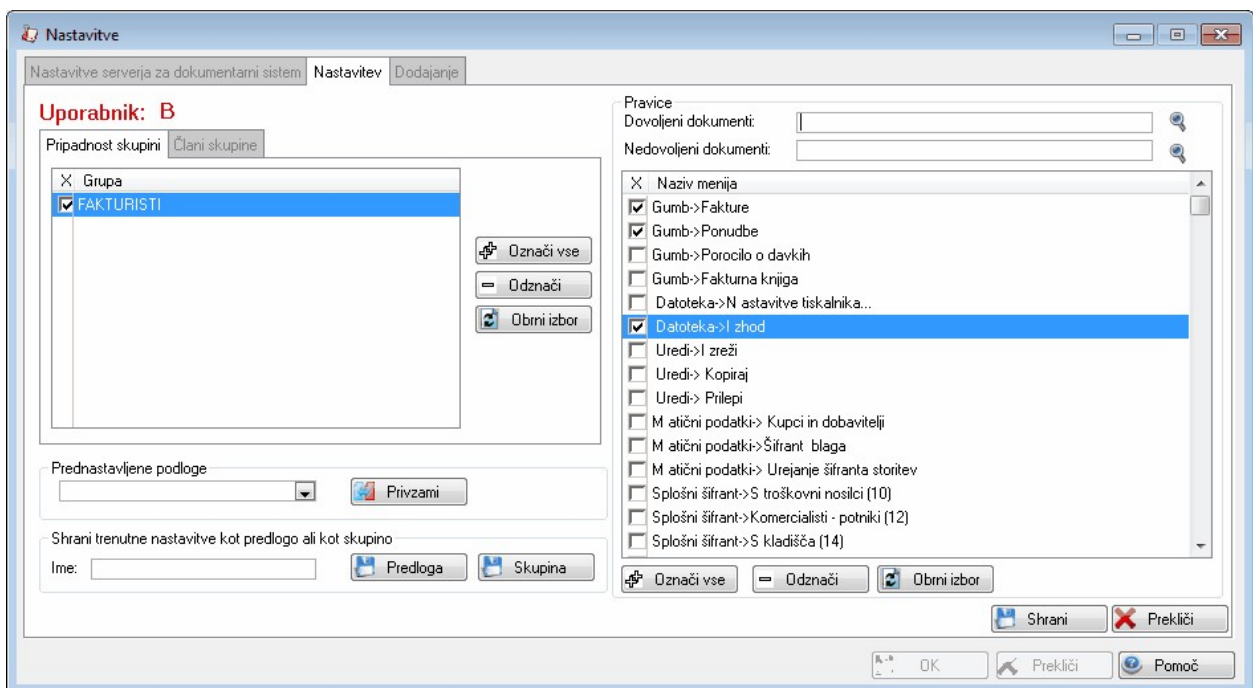 Nastavitve
Nastavitve serverja za dokumentarni sistem Nastavitev Dodajanje
Uporabnik: B
Pripadnost skupini Člani skupine
X Grupa
FAKTURISTI
Označi vse
Odznači
Obrni izbor
Prednastavljene podloge
Privzami
Shrani trenutne nastavitve kot predlogo ali kot skupino
Ime: Predloga Skupina
Pravice
Dovoljeni dokumenti:
Nedovoljeni dokumenti:
X Naziv menija
Gumb->Fakture
Gumb->Ponudbe
Gumb->Porocilo o davkih
Gumb->Fakturna knjiga
Datoteka->N astavitve tiskalnika...
Datoteka->I zhod
Uredi->I zreži
Uredi-> Kopiraj
Uredi-> Prilepi
M atični podatki-> Kupci in dobavitelji
M atični podatki->Šifrant blaga
M atični podatki-> Urejanje šifranta storitev
Splošni šifrant->S troškovni nosilci (10)
Splošni šifrant->Komercialisti - potniki (12)
Splošni šifrant->S kladišča (14)
Označi vse Odznači Obrni izbor
Shrani Prekliči
OK Prekliči Pomoč